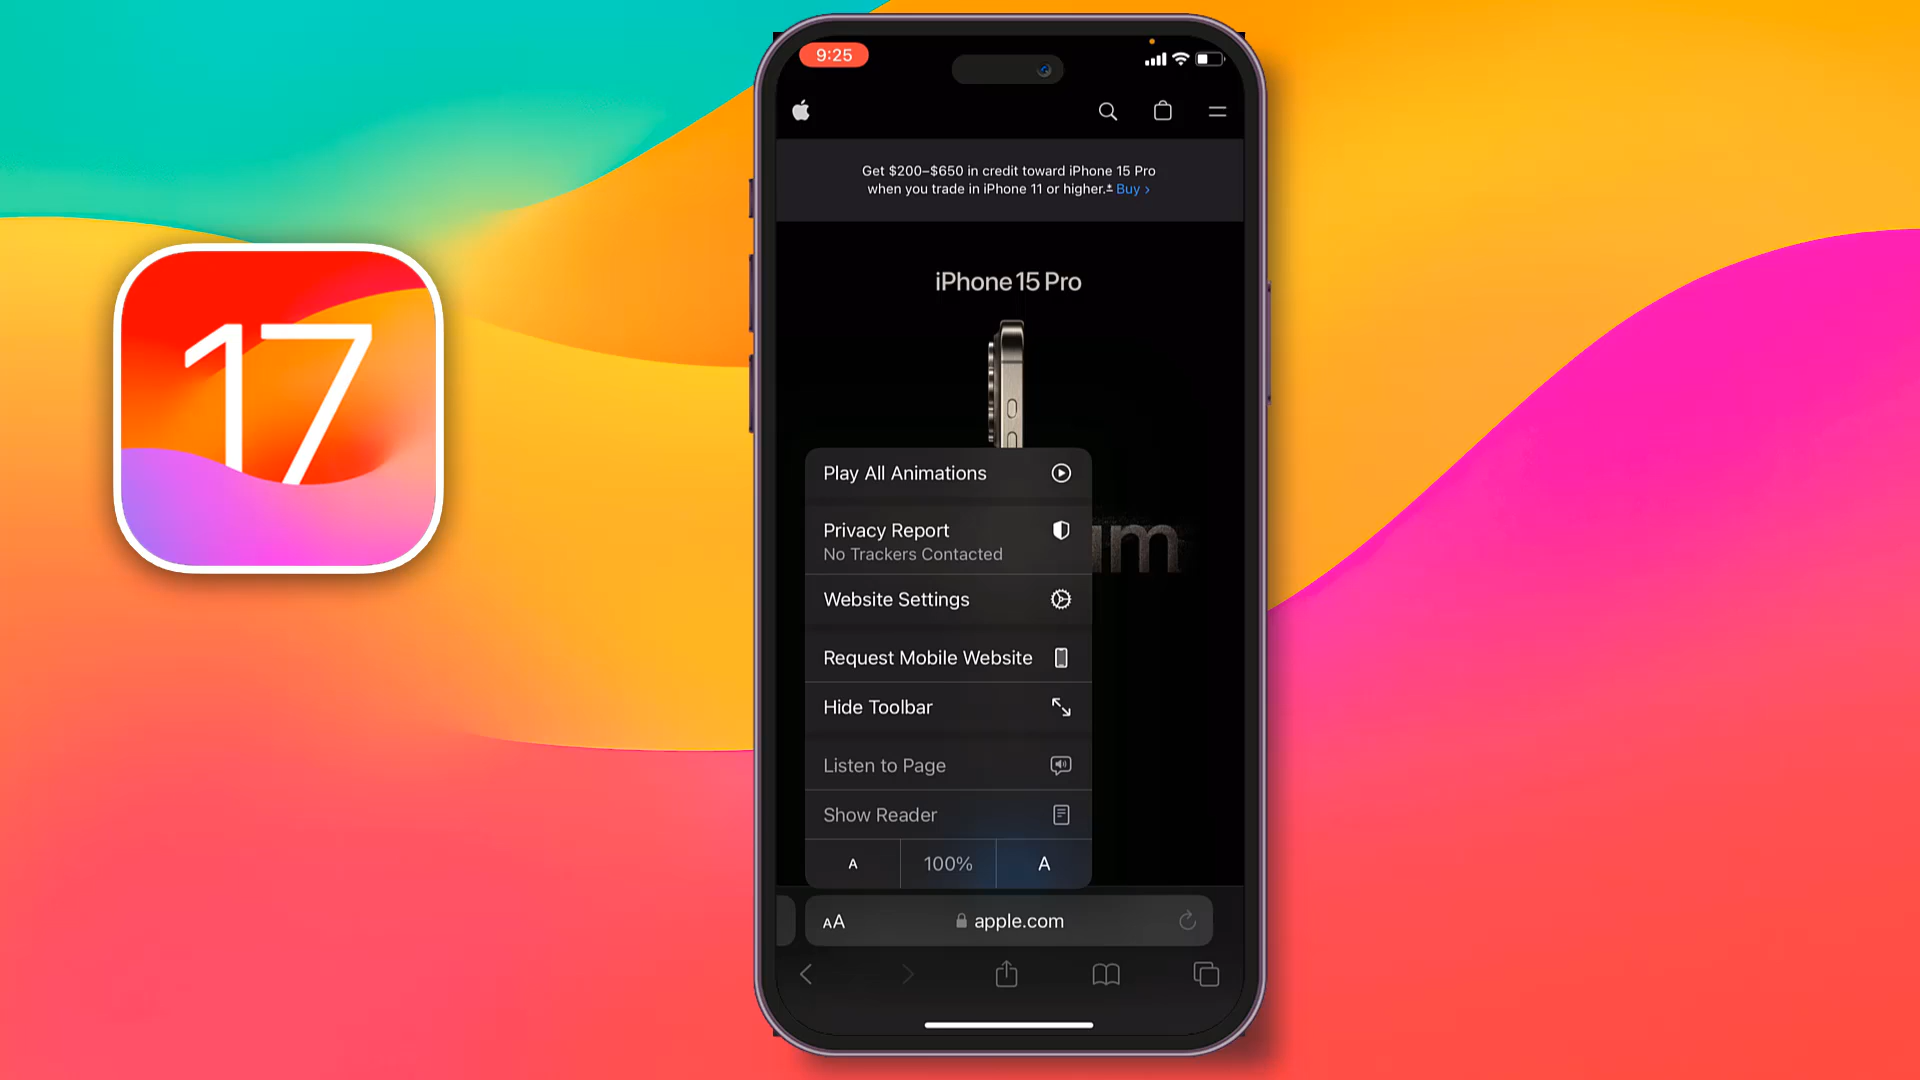 17
9:25
Get $200–$650 in credit toward iPhone 15 Pro
when you trade in iPhone 11 or higher.* Buy >
iPhone 15 Pro
Play All Animations
Privacy Report
No Trackers Contacted
Website Settings
Request Mobile Website
Hide Toolbar
Listen to Page
Show Reader
A 100% A
AA apple.com